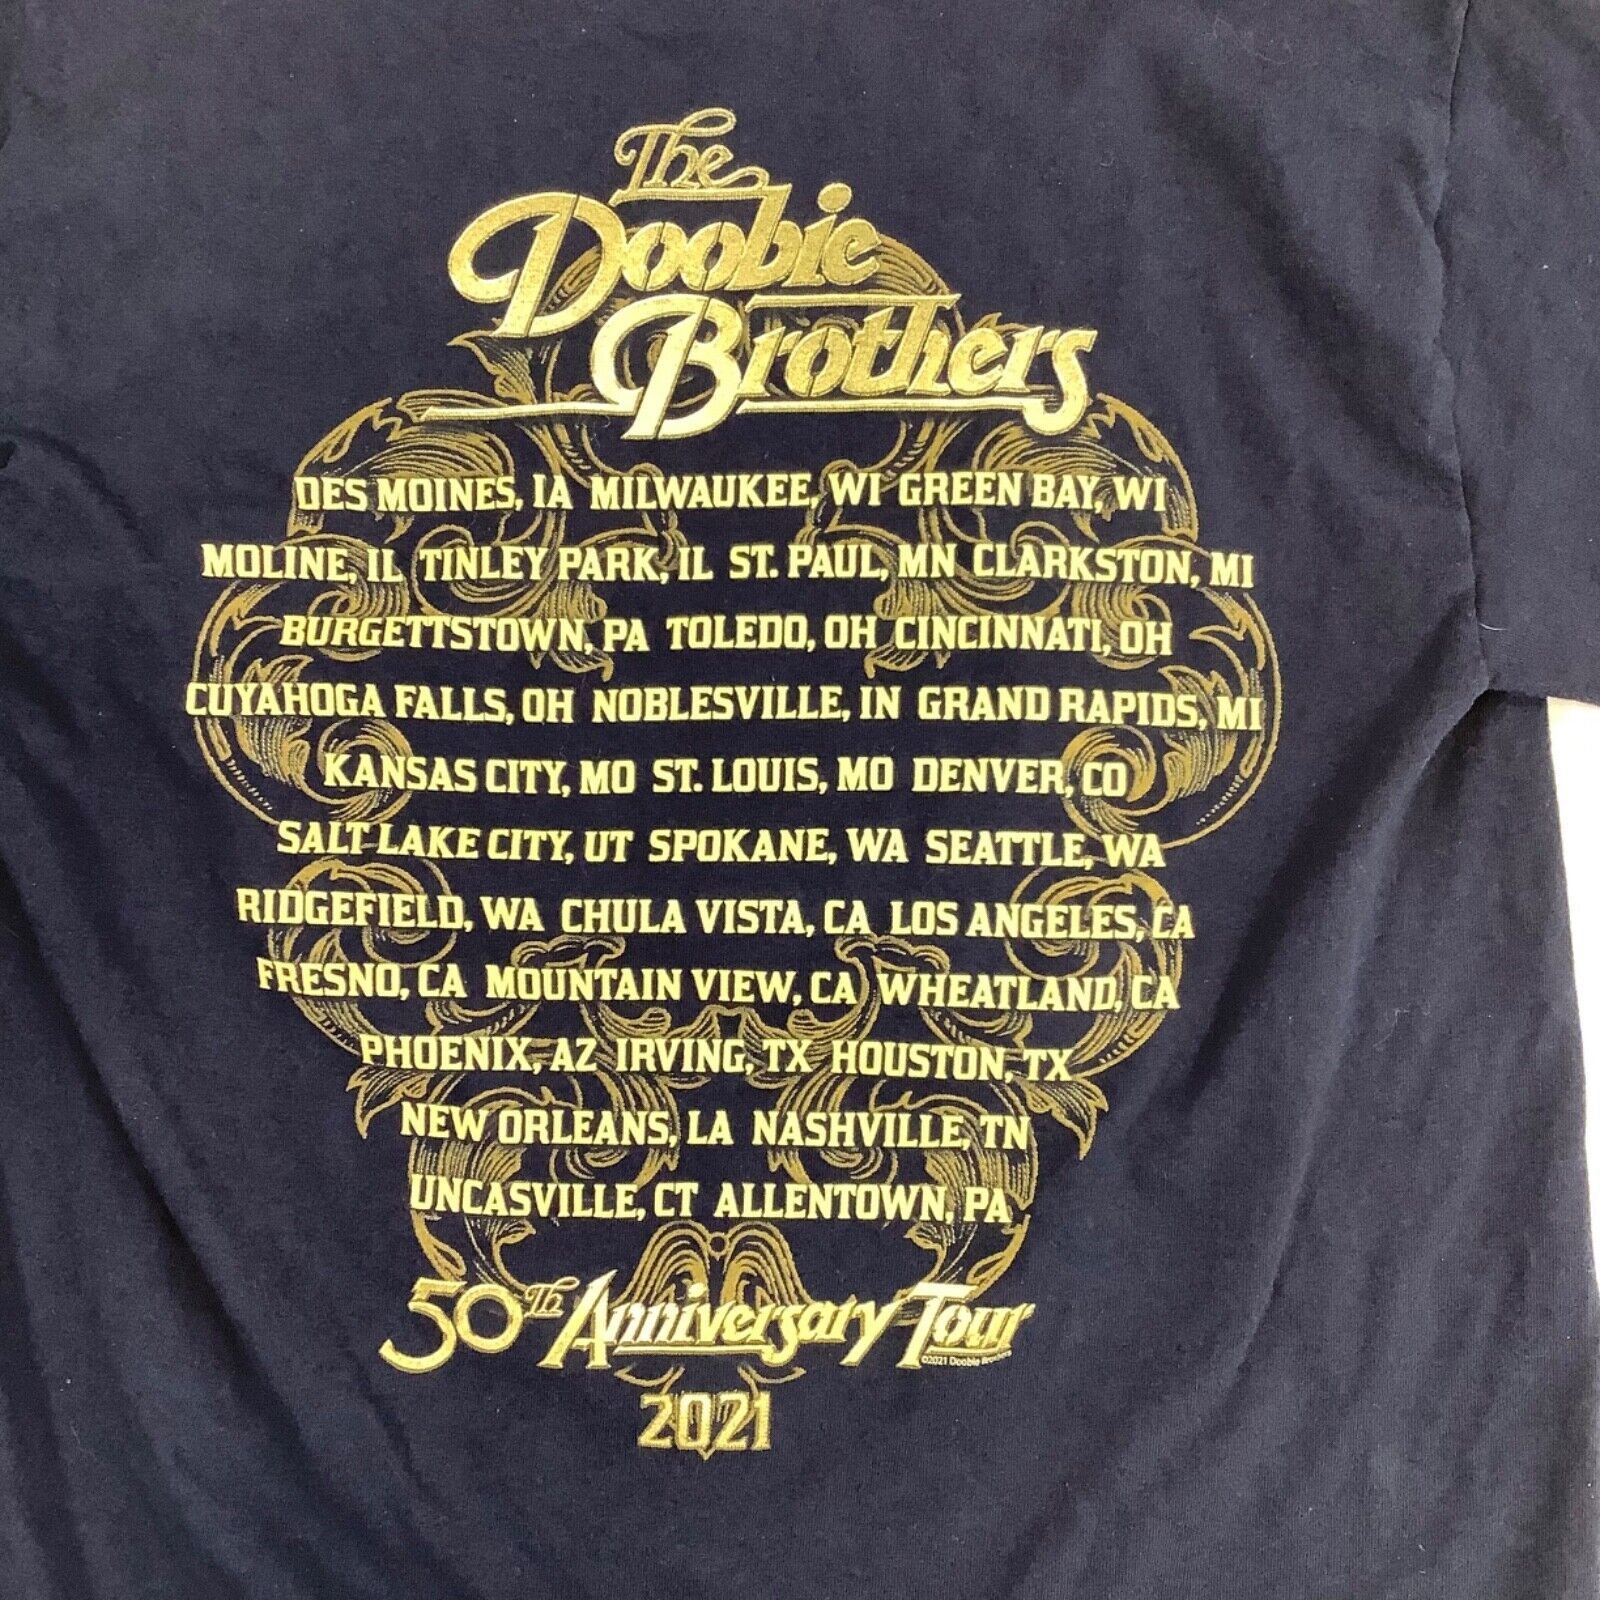 The
Doobie
Brothers
DES MOINES, IA MILWAUKEE, WI GREEN BAY, WI
MOLINE, IL TINLEY PARK, IL ST. PAUL, MN CLARKSTON, MI
BURGETTSTOWN, PA TOLEDO, OH CINCINNATI, OH
CUYAHOGA FALLS, OH NOBLESVILLE, IN GRAND RAPIDS, MI
KANSAS CITY, MO ST. LOUIS, MO DENVER, CO
SALT LAKE CITY, UT SPOKANE, WA SEATTLE, WA
RIDGEFIELD, WA CHULA VISTA, CA LOS ANGELES, CA
FRESNO, CA MOUNTAIN VIEW, CA WHEATLAND, CA
PHOENIX, AZ IRVING, TX HOUSTON, TX
NEW ORLEANS, LA NASHVILLE, TN
UNCASVILLE, CT ALLENTOWN, PA
50Th Anniversary Tour
©2021 Doobie Brothers
2021